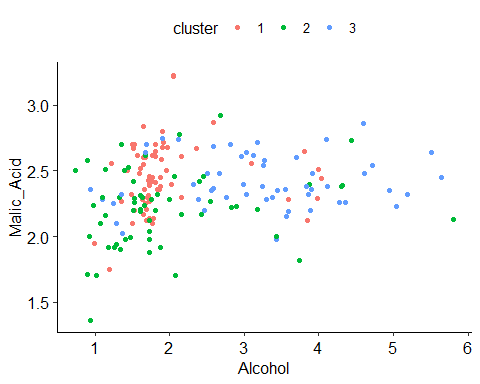 cluster 1 2 3
3.0
2.5
2.0
1.5
Malic_Acid
1 2 3 4 5 6
Alcohol